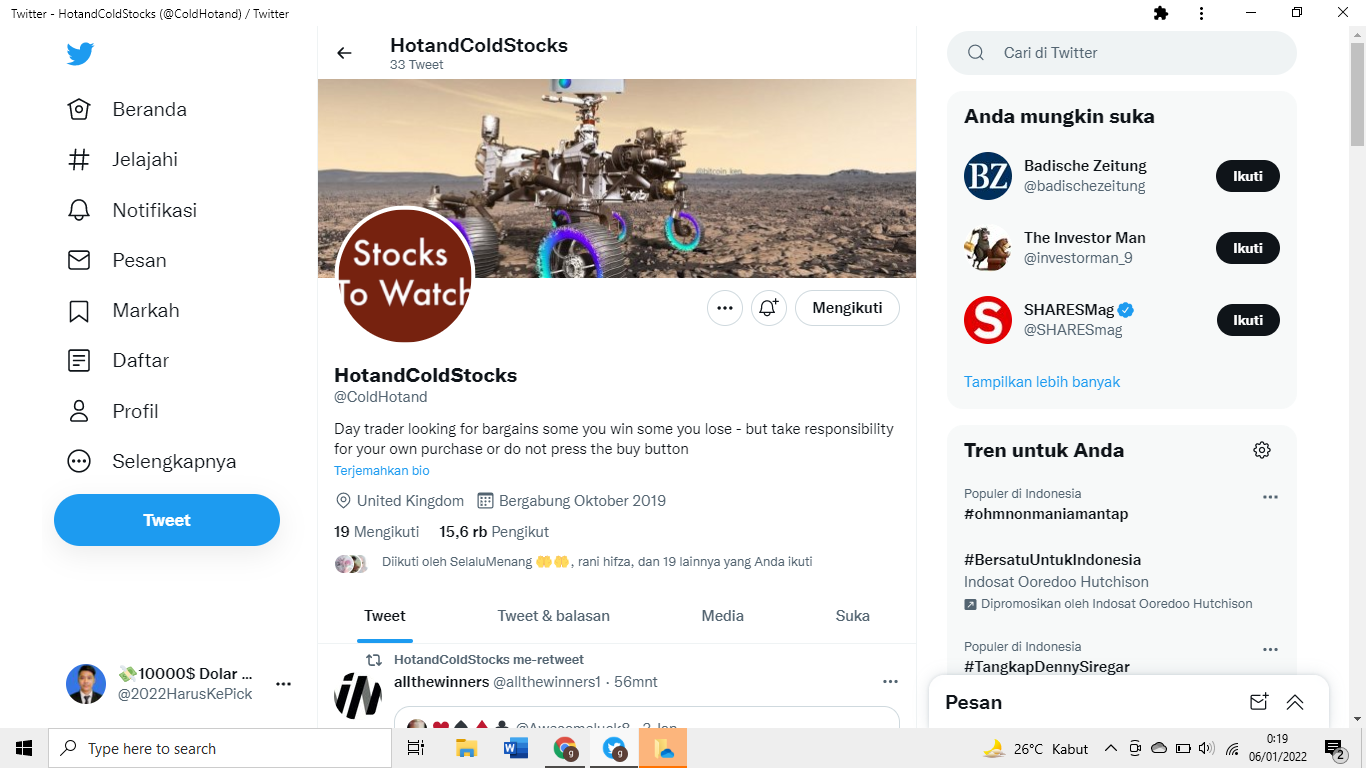 Twitter - HotandColdStocks (@ColdHotand) / Twitter
Beranda
Jelajahi
Notifikasi
Pesan
Markah
Daftar
Profil
Selengkapnya
Tweet
💸10000$ Dolar ...
@2022HarusKePick
HotandColdStocks
33 Tweet
@bitcoin_ken
Stocks
To Watch
Mengikuti
HotandColdStocks
@ColdHotand
Day trader looking for bargains some you win some you lose - but take responsibility
for your own purchase or do not press the buy button
Terjemahkan bio
United Kingdom Bergabung Oktober 2019
19 Mengikuti 15,6 rb Pengikut
Diikuti oleh SelaluMenang 🤲🤲, rani hifza, dan 19 lainnya yang Anda ikuti
Tweet Tweet & balasan Media Suka
HotandColdStocks me-retweet
allthewinners @allthewinners1 · 56mnt
Cari di Twitter
Anda mungkin suka
BZ
Badische Zeitung
@badischezeitung
Ikuti
The Investor Man
@investorman_9
Ikuti
S
SHARESMag
@SHARESmag
Ikuti
Tampilkan lebih banyak
Tren untuk Anda
Populer di Indonesia
#ohmnonmaniamantap
#BersatuUntukIndonesia
Indosat Ooredoo Hutchison
Dipromosikan oleh Indosat Ooredoo Hutchison
Populer di Indonesia
#TangkapDennySiregar
Pesan
Type here to search
26°C Kabut
0:19
06/01/2022
2